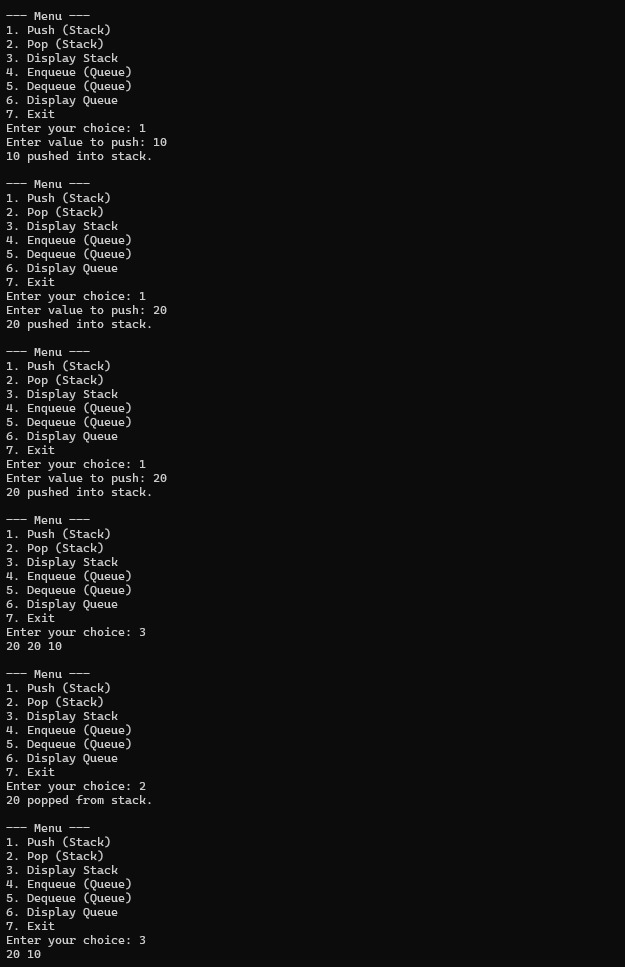 --- Menu ---
1. Push (Stack)
2. Pop (Stack)
3. Display Stack
4. Enqueue (Queue)
5. Dequeue (Queue)
6. Display Queue
7. Exit
Enter your choice: 1
Enter value to push: 10
10 pushed into stack.

--- Menu ---
1. Push (Stack)
2. Pop (Stack)
3. Display Stack
4. Enqueue (Queue)
5. Dequeue (Queue)
6. Display Queue
7. Exit
Enter your choice: 1
Enter value to push: 20
20 pushed into stack.

--- Menu ---
1. Push (Stack)
2. Pop (Stack)
3. Display Stack
4. Enqueue (Queue)
5. Dequeue (Queue)
6. Display Queue
7. Exit
Enter your choice: 1
Enter value to push: 20
20 pushed into stack.

--- Menu ---
1. Push (Stack)
2. Pop (Stack)
3. Display Stack
4. Enqueue (Queue)
5. Dequeue (Queue)
6. Display Queue
7. Exit
Enter your choice: 3
20 20 10

--- Menu ---
1. Push (Stack)
2. Pop (Stack)
3. Display Stack
4. Enqueue (Queue)
5. Dequeue (Queue)
6. Display Queue
7. Exit
Enter your choice: 2
20 popped from stack.

--- Menu ---
1. Push (Stack)
2. Pop (Stack)
3. Display Stack
4. Enqueue (Queue)
5. Dequeue (Queue)
6. Display Queue
7. Exit
Enter your choice: 3
20 10